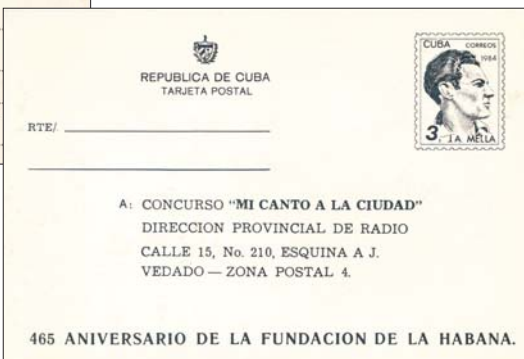 REPUBLICA DE CUBA
TARJETA POSTAL
CUBA CORREOS
1984
3
J.A. MELLA
RTE/
A: CONCURSO "MI CANTO A LA CIUDAD"
DIRECCION PROVINCIAL DE RADIO
CALLE 15, No. 210, ESQUINA A J.
VEDADO — ZONA POSTAL 4.
465 ANIVERSARIO DE LA FUNDACION DE LA HABANA.